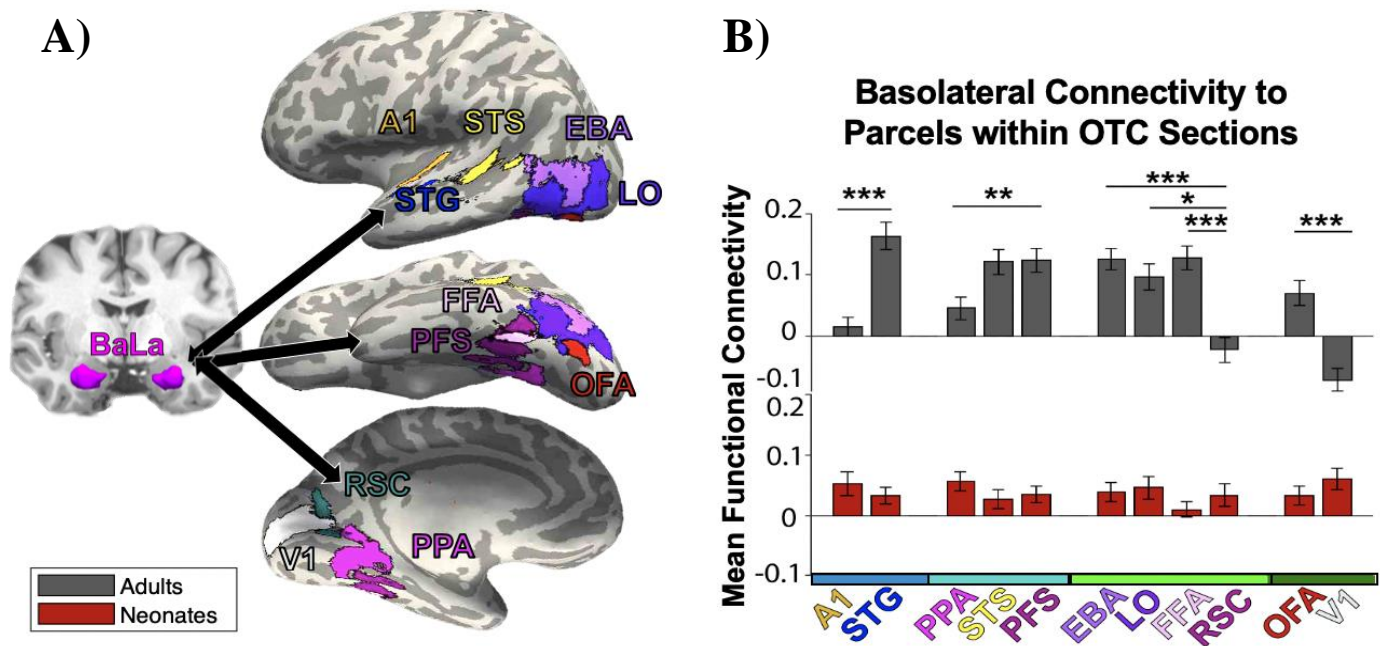 A)
A1
STS
EBA
STG
LO
BaLa
FFA
PFS
OFA
RSC
V1
PPA
Adults
Neonates
B)
Basolateral Connectivity to
Parcels within OTC Sections
Mean Functional Connectivity
0.2
0.1
0
-0.1
0.2
0.1
0
-0.1
***
**
***
*
***
***
A1
STG
PPA
STS
PFS
EBA
LO
FFA
RSC
OFA
V1